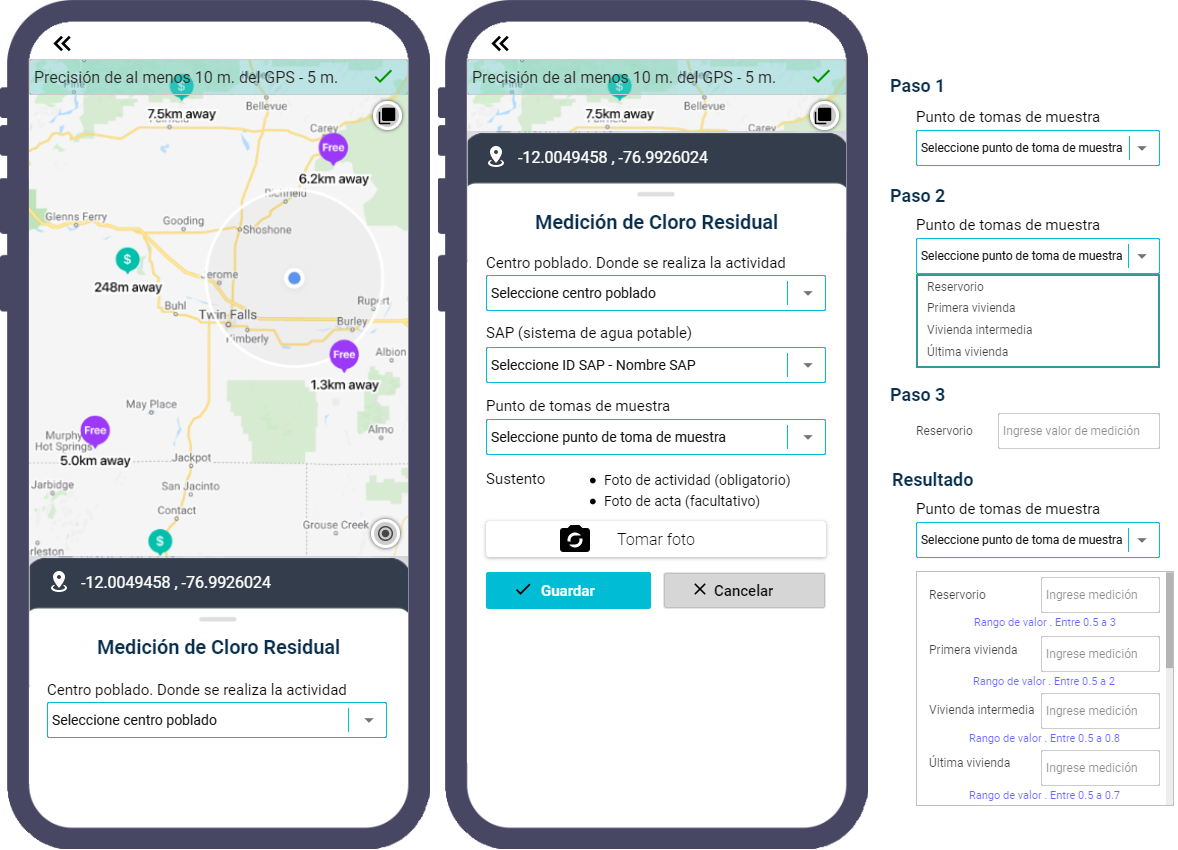 Precisión de al menos 10 m. del GPS - 5 m.
$
7.5km away
Bellevue
Carey
Free
6.2km away
Richfield
Glenns Ferry
Gooding
Shoshone
$
248m away
erome
Buhl
Twin Falls
Rupert
Burley
Kimberly
Free
Albion
1.3km away
May Place
Free
Almo
Murphy
Hot Springs
5.0km away
Jackpot
Jarbidge
San Jacinto
Contact
Grouse Creek
$
rleston
-12.0049458 , -76.9926024
Medición de Cloro Residual
Centro poblado. Donde se realiza la actividad
Seleccione centro poblado
Precisión de al menos 10 m. del GPS - 5 m.
$
7.5km away
Bellevue
Carey
-12.0049458 , -76.9926024
Medición de Cloro Residual
Centro poblado. Donde se realiza la actividad
Seleccione centro poblado
SAP (sistema de agua potable)
Seleccione ID SAP - Nombre SAP
Punto de tomas de muestra
Seleccione punto de toma de muestra
Sustento
• Foto de actividad (obligatorio)
• Foto de acta (facultativo)
Tomar foto
Guardar
Cancelar
Paso 1
Punto de tomas de muestra
Seleccione punto de toma de muestra
Paso 2
Punto de tomas de muestra
Seleccione punto de toma de muestra
Reservorio
Primera vivienda
Vivienda intermedia
Última vivienda
Paso 3
Reservorio
Ingrese valor de medición
Resultado
Punto de tomas de muestra
Seleccione punto de toma de muestra
Reservorio
Ingrese medición
Rango de valor . Entre 0.5 a 3
Primera vivienda
Ingrese medición
Rango de valor . Entre 0.5 a 2
Vivienda intermedia
Ingrese medición
Rango de valor . Entre 0.5 a 0.8
Última vivienda
Ingrese medición
Rango de valor . Entre 0.5 a 0.7